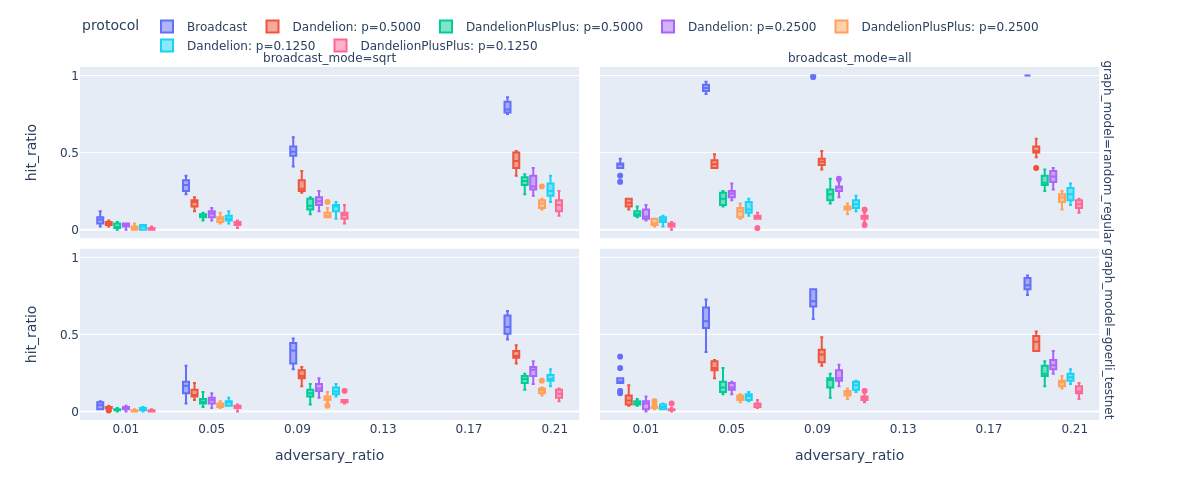 protocol
Broadcast
Dandelion: p=0.5000
DandelionPlusPlus: p=0.5000
Dandelion: p=0.2500
DandelionPlusPlus: p=0.2500
Dandelion: p=0.1250
DandelionPlusPlus: p=0.1250
broadcast_mode=sqrt
broadcast_mode=all
1
0.5
0
hit_ratio
graph_model=random_regular
1
0.5
0
hit_ratio
graph_model=goerli_testnet
0.01
0.05
0.09
0.13
0.17
0.21
0.01
0.05
0.09
0.13
0.17
0.21
adversary_ratio
adversary_ratio